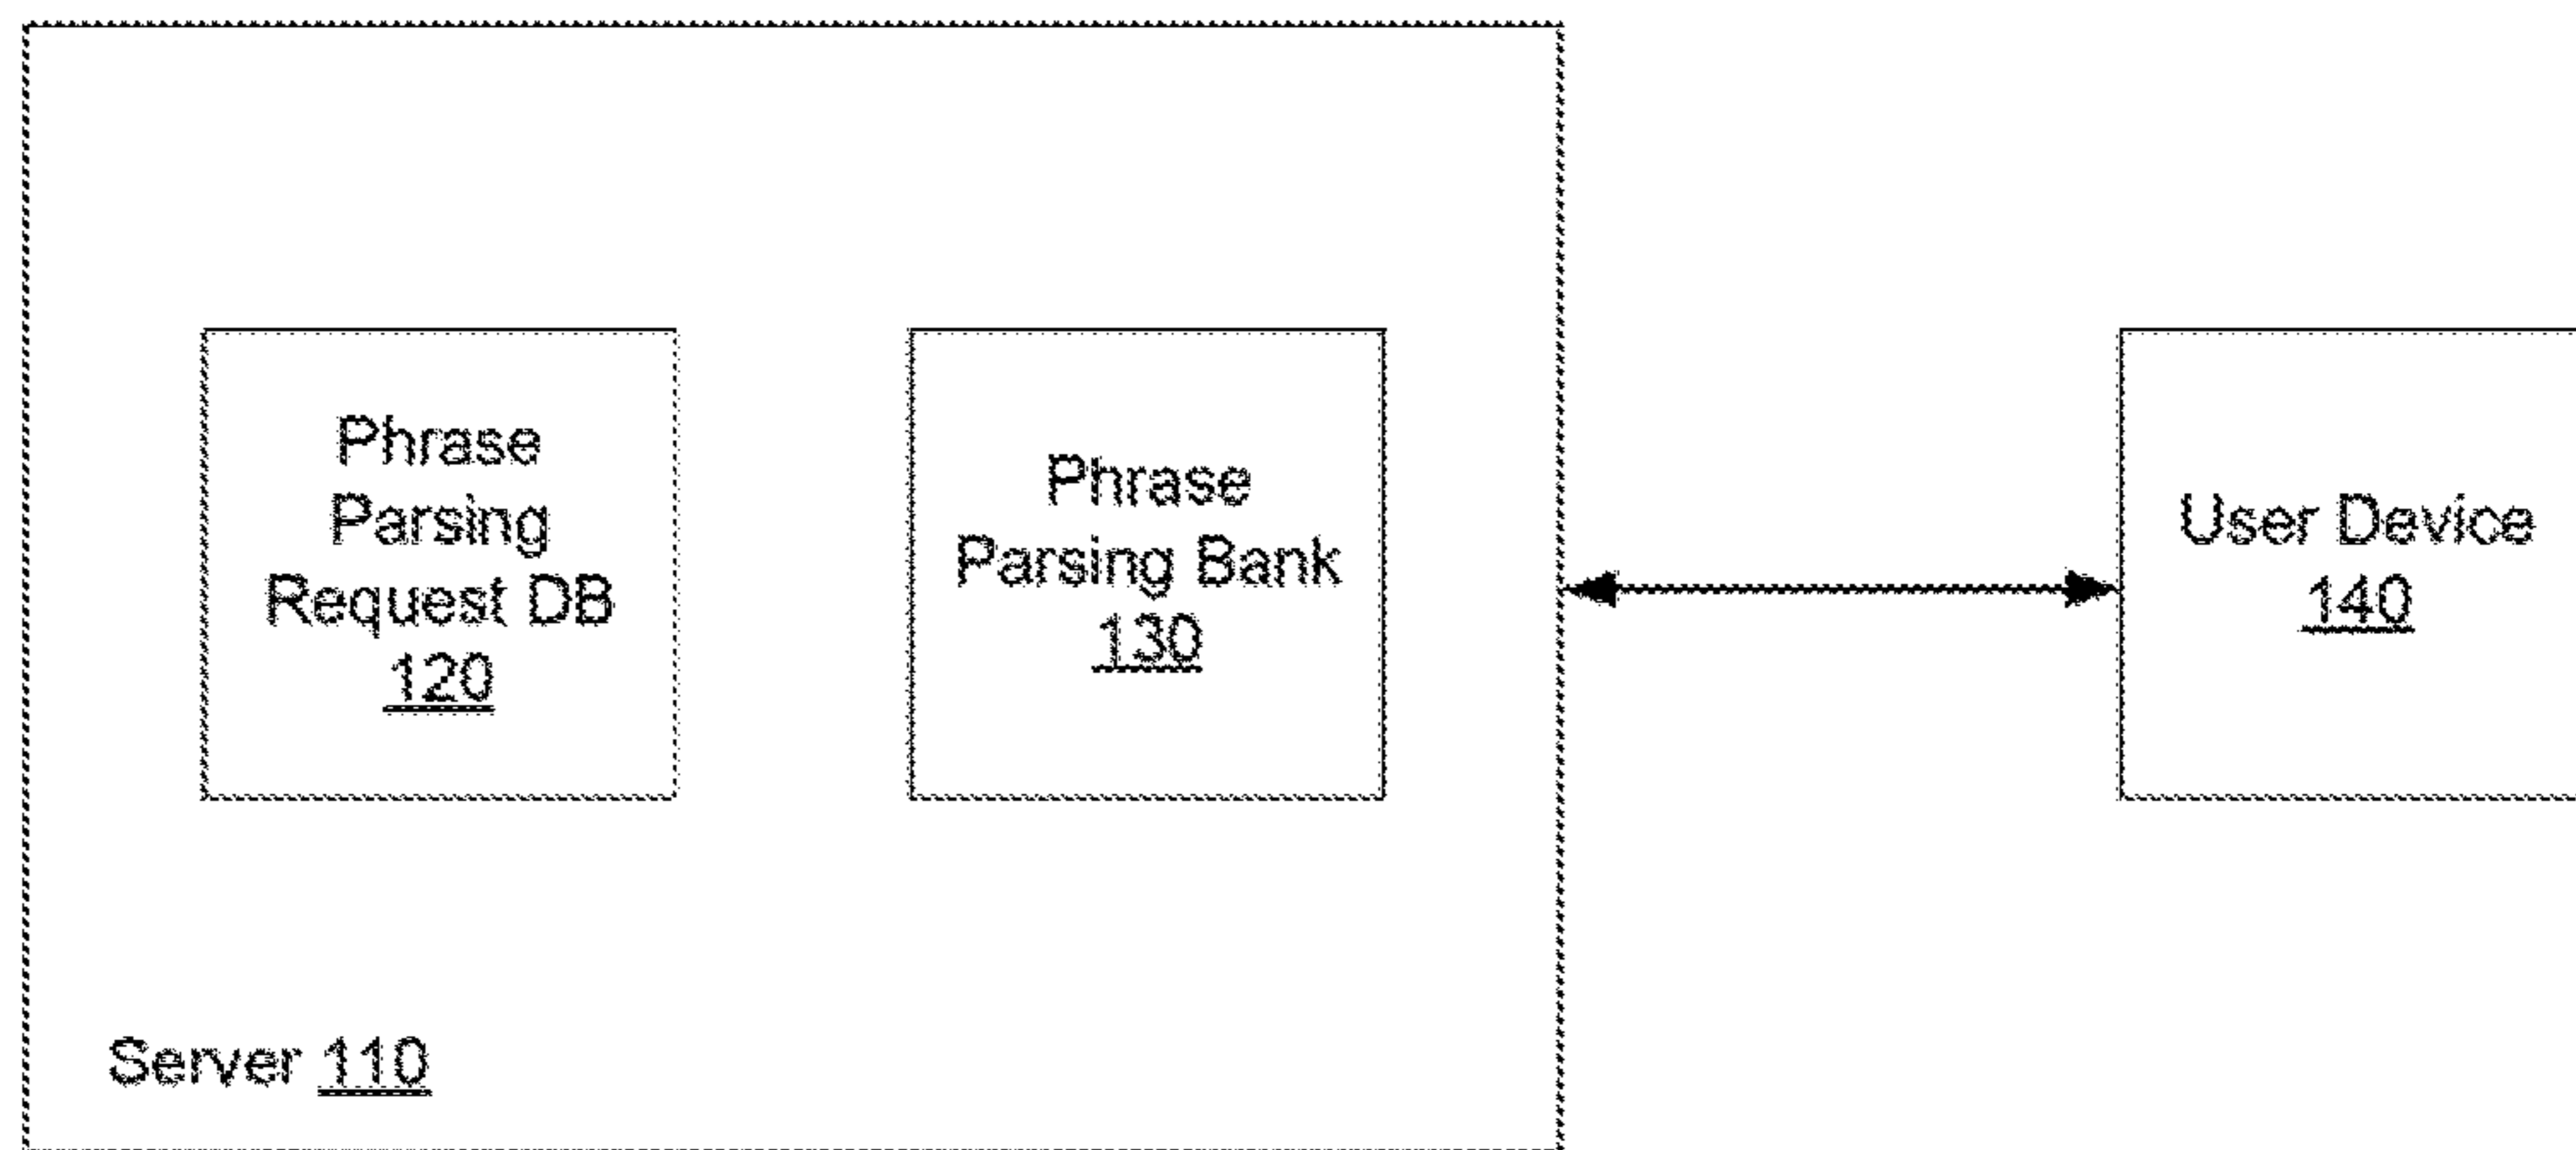 Phrase
Parsing
Request DB
120
Phrase
Parsing Bank
130
User Device
140
Server 110